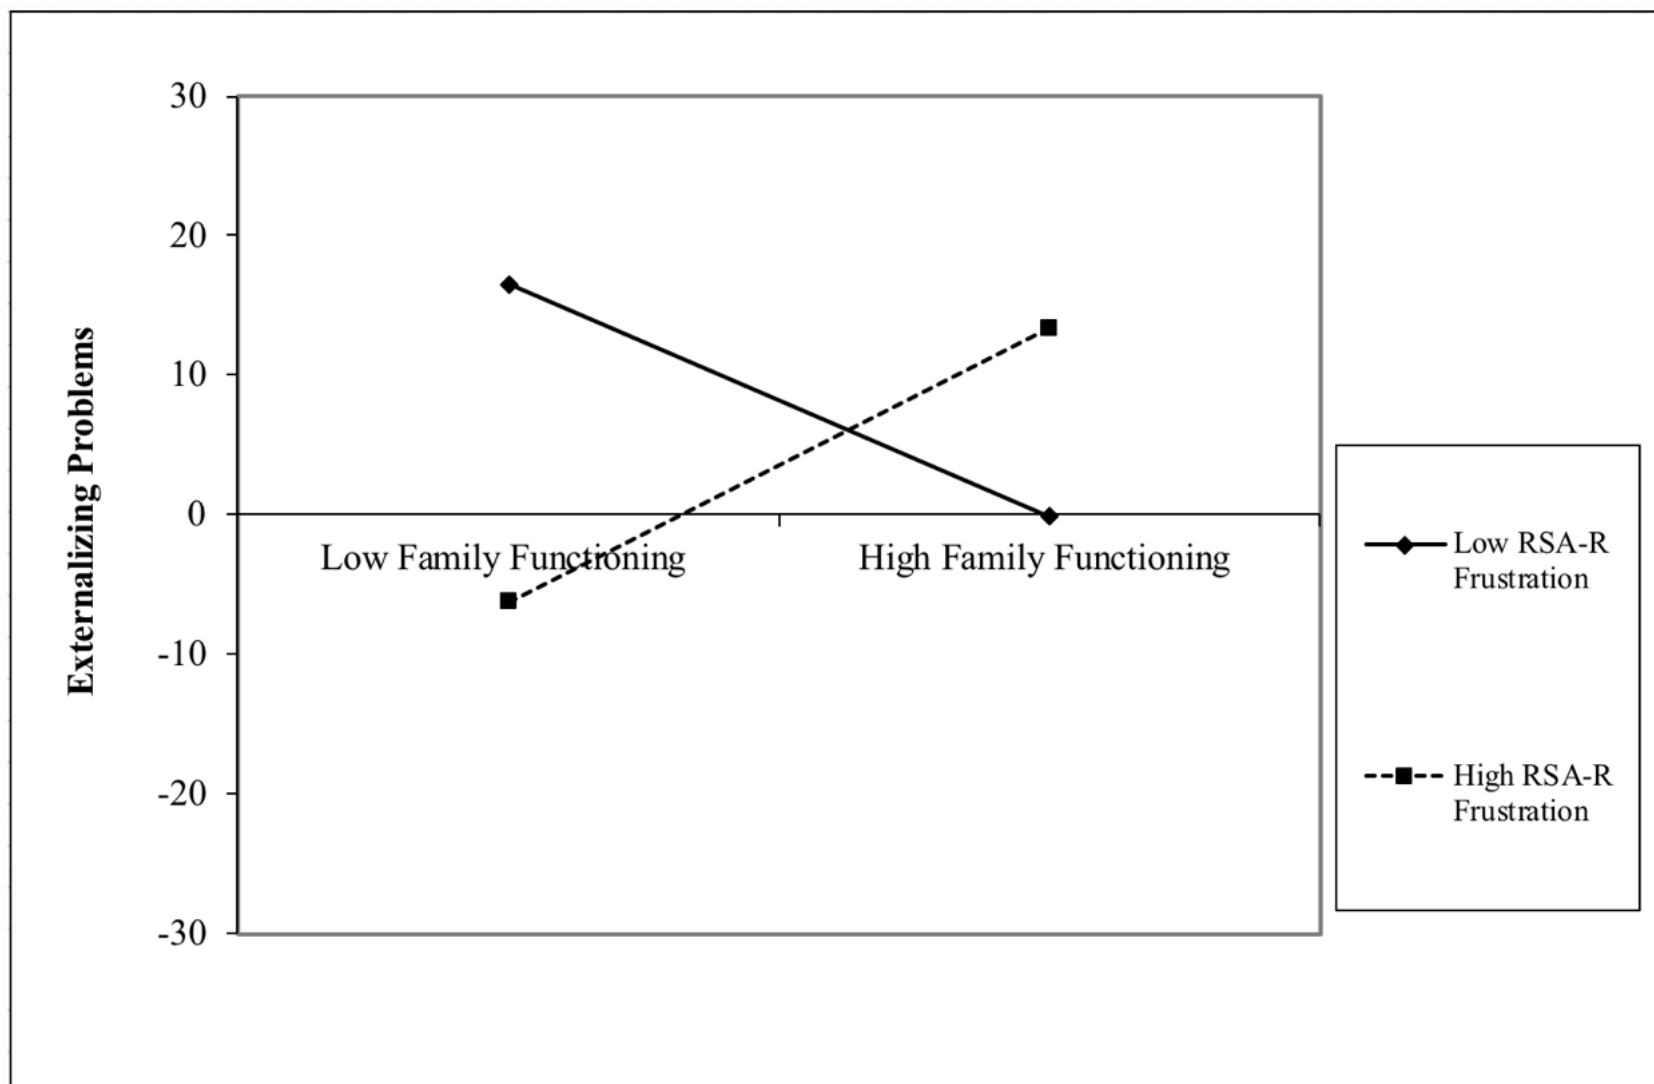 30
20
10
0
-10
-20
-30
Externalizing Problems
Low Family Functioning
High Family Functioning
Low RSA-R
Frustration
High RSA-R
Frustration